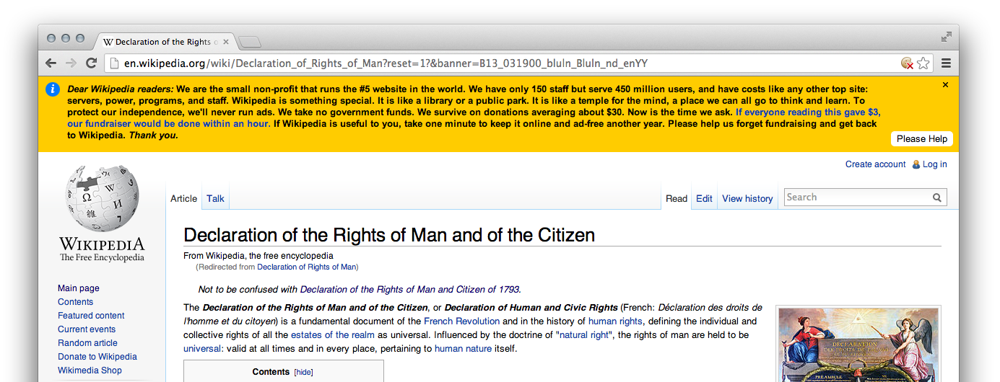 Declaration of the Rights o
en.wikipedia.org/wiki/Declaration_of_Rights_of_Man?reset=1?&banner=B13_031900_bluln_Bluln_nd_enYY
Dear Wikipedia readers: We are the small non-profit that runs the #5 website in the world. We have only 150 staff but serve 450 million users, and have costs like any other top site:
servers, power, programs, and staff. Wikipedia is something special. It is like a library or a public park. It is like a temple for the mind, a place we can all go to think and learn. To
protect our independence, we'll never run ads. We take no government funds. We survive on donations averaging about $30. Now is the time we ask. If everyone reading this gave $3,
our fundraiser would be done within an hour. If Wikipedia is useful to you, take one minute to keep it online and ad-free another year. Please help us forget fundraising and get back
to Wikipedia. Thank you.
Please Help
Create account Log in
Article Talk Read Edit View history Search
WIKIPEDIA
The Free Encyclopedia
Main page
Contents
Featured content
Current events
Random article
Donate to Wikipedia
Wikimedia Shop
Declaration of the Rights of Man and of the Citizen
From Wikipedia, the free encyclopedia
(Redirected from Declaration of Rights of Man)
Not to be confused with Declaration of the Rights of Man and Citizen of 1793.
The Declaration of the Rights of Man and of the Citizen, or Declaration of Human and Civic Rights (French: Déclaration des droits de
l'homme et du citoyen) is a fundamental document of the French Revolution and in the history of human rights, defining the individual and
collective rights of all the estates of the realm as universal. Influenced by the doctrine of "natural right", the rights of man are held to be
universal: valid at all times and in every place, pertaining to human nature itself.
Contents [hide]
DECLARATION
PREAMBULE